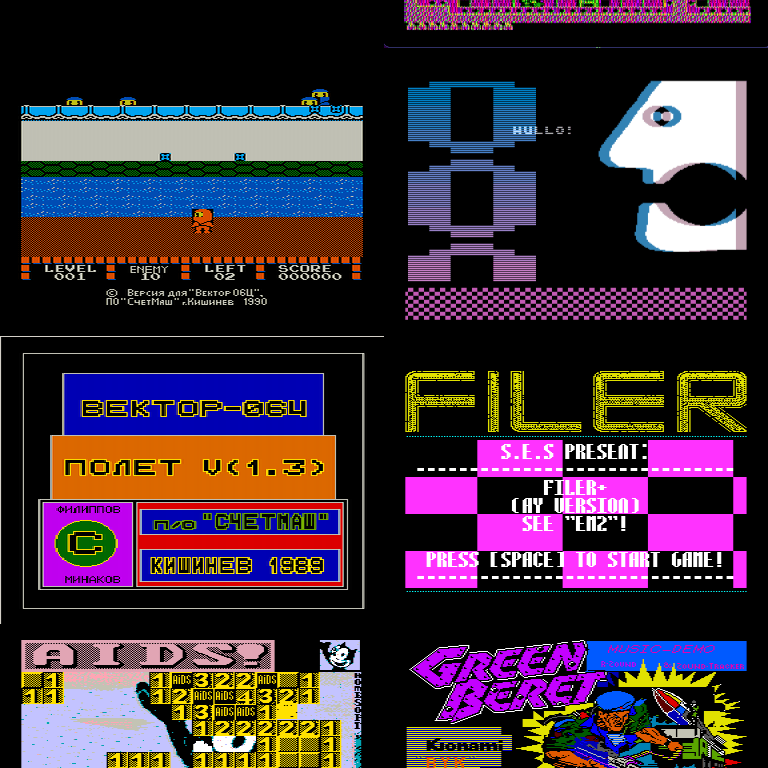 HULLO!
LEVEL ENEMY LEFT SCORE
001 10 02 000000
© Версия для "Вектор 06Ц",
ПО "СчетМаш", г.Кишинев 1990
ВЕКТОР-06Ц
ПОЛЕТ V(1.3)
ФИЛИППОВ
С
МИНАКОВ
п/о "СЧЕТМАШ"
КИШИНЕВ 1989
FILER
S.E.S PRESENT:
FILER+
(AY VERSION)
SEE "EM2"!
PRESS [SPACE] TO START GAME!
AIDS!
1 1 AiDS 3 2 2 AiDS 1
1 1 1 2 AiDS AiDS 4 3 2 1
1 3 AiDS AiDS 1
1 2 2 2 2 2 1
1 1
1 1 1 1 1 1 1
GREEN
BERET
Konami